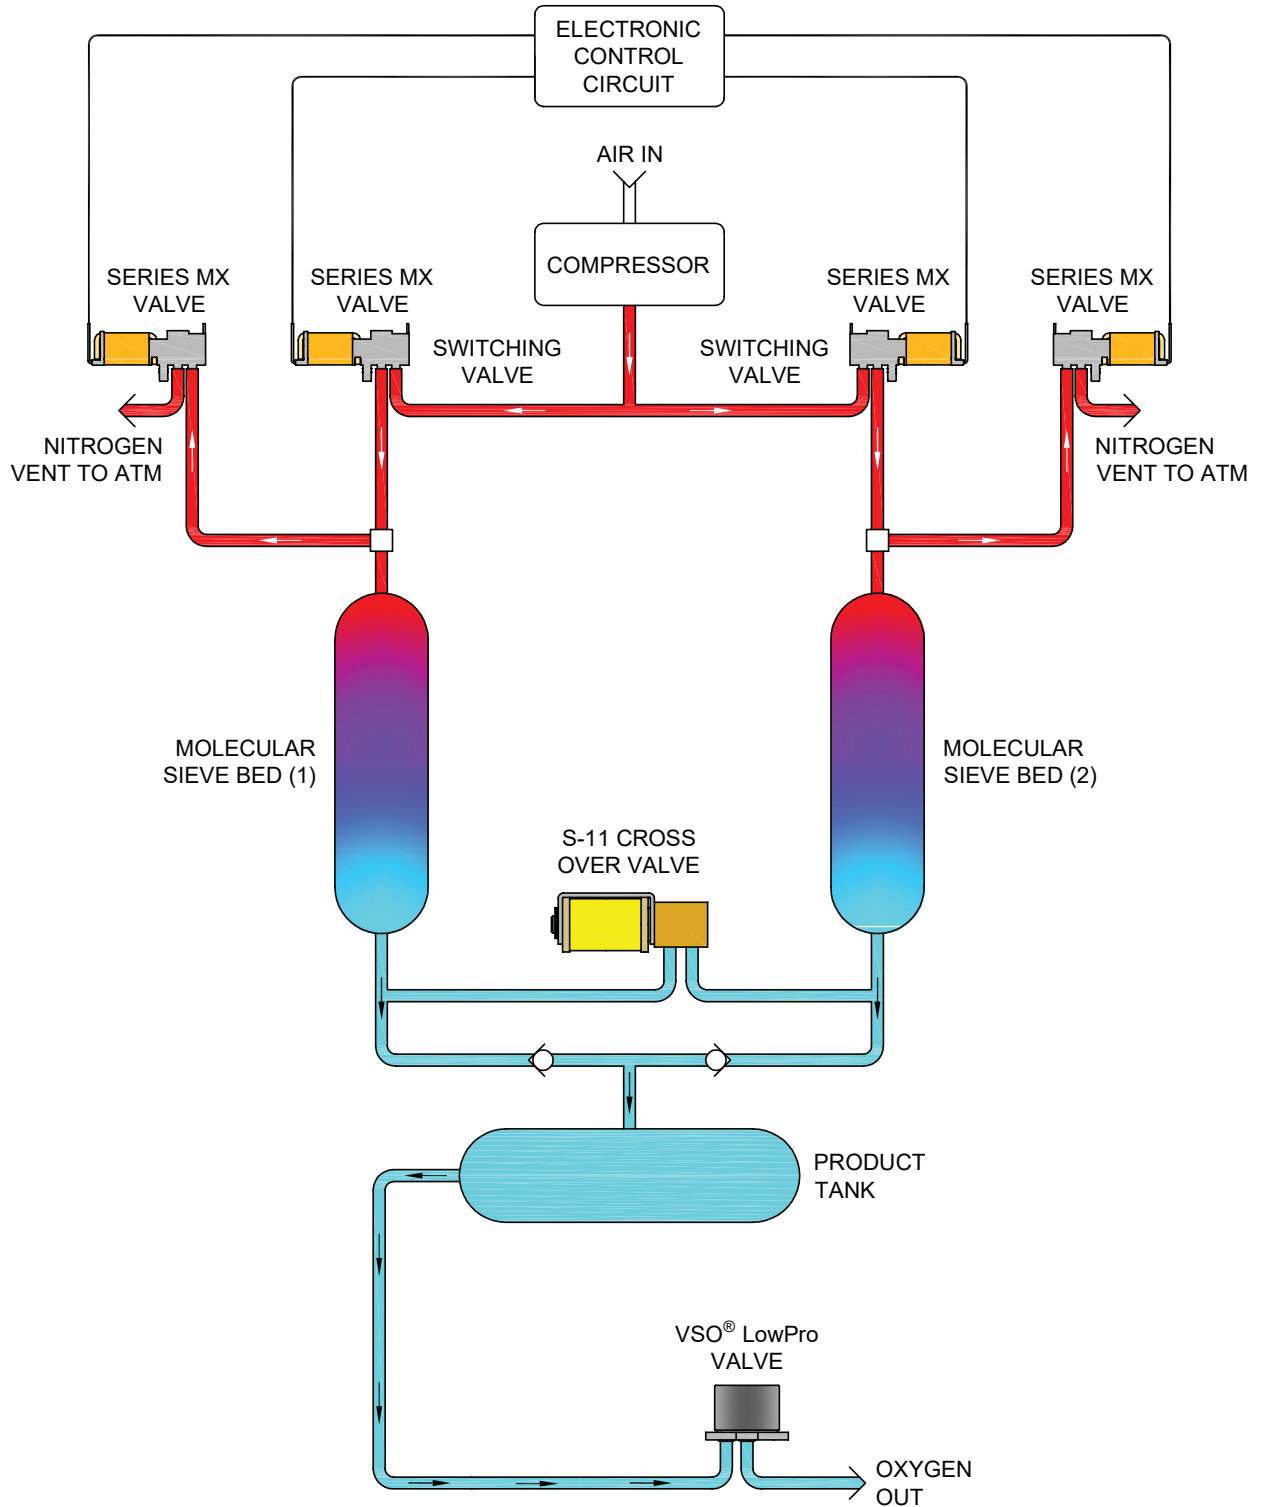 ELECTRONIC
CONTROL
CIRCUIT
AIR IN
COMPRESSOR
SERIES MX
VALVE
SERIES MX
VALVE
SERIES MX
VALVE
SERIES MX
VALVE
SWITCHING
VALVE
SWITCHING
VALVE
NITROGEN
VENT TO ATM
NITROGEN
VENT TO ATM
MOLECULAR
SIEVE BED (1)
MOLECULAR
SIEVE BED (2)
S-11 CROSS
OVER VALVE
PRODUCT
TANK
VSO® LowPro
VALVE
OXYGEN
OUT